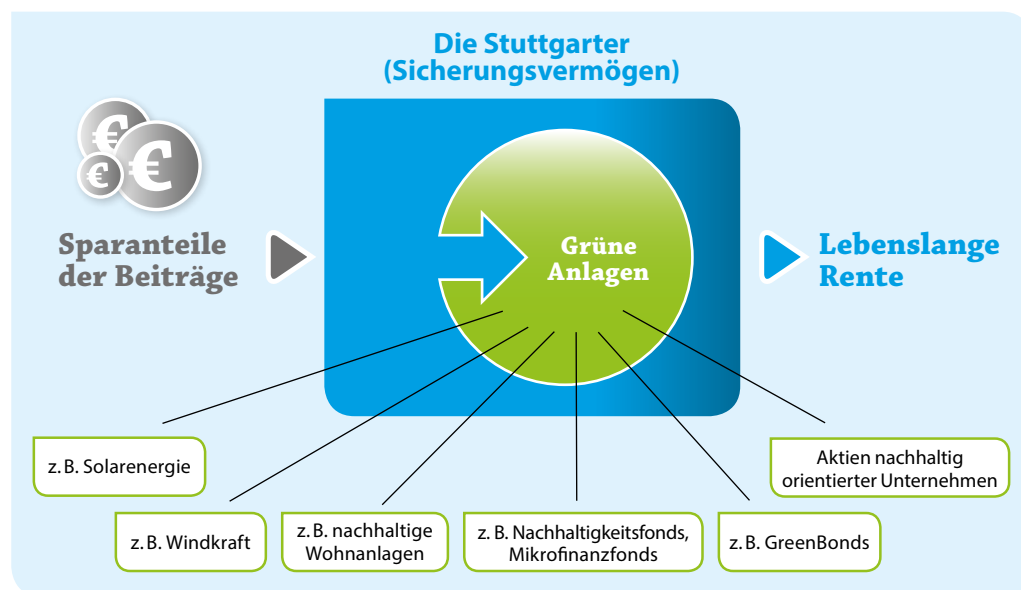 Die Stuttgarter
(Sicherungsvermögen)
€
€
€
Sparanteile
der Beiträge
Grüne
Anlagen
Lebenslange
Rente
z. B. Solarenergie
Aktien nachhaltig
orientierter Unternehmen
z. B. Windkraft
z. B. nachhaltige
Wohnanlagen
z. B. Nachhaltigkeitsfonds,
Mikrofinanzfonds
z. B. GreenBonds